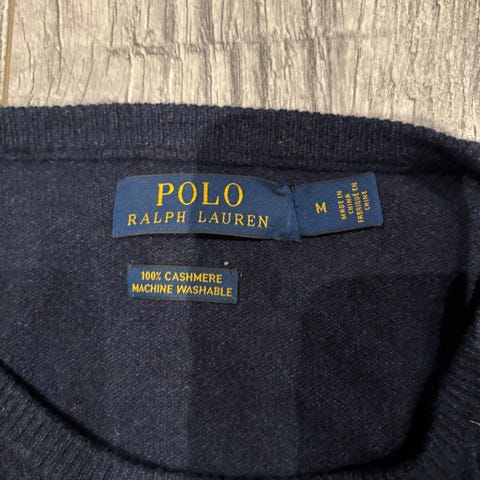 POLO
RALPH LAUREN
M
MADE IN
CHINA
FABRIQUÉ EN
CHINE
100% CASHMERE
MACHINE WASHABLE